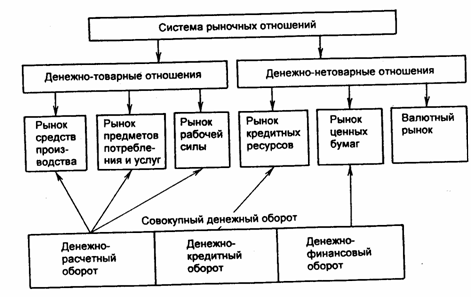 Система рыночных отношений
Денежно-товарные отношения
Денежно-нетоварные отношения
Рынок
средств
произ-
водства
Рынок
предметов
потребле-
ния и услуг
Рынок
рабочей
силы
Рынок
кредитных
ресурсов
Рынок
ценных
бумаг
Валютный
рынок
Совокупный денежный оборот
Денежно-
расчетный
оборот
Денежно-
кредитный
оборот
Денежно-
финансовый
оборот